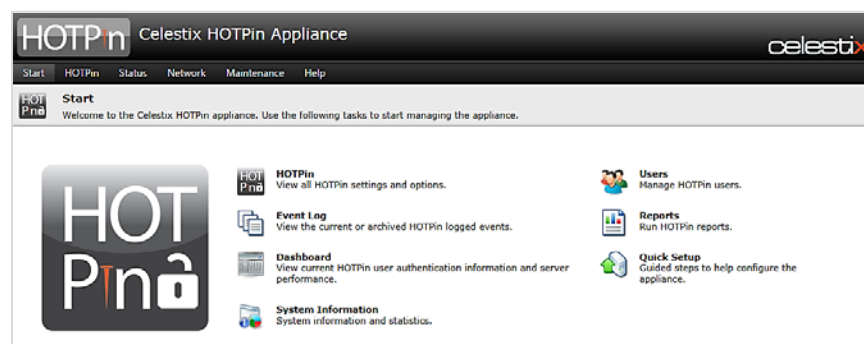 HOTPin Celestix HOTPin Appliance
celestix
Start HOTPin Status Network Maintenance Help
HOT
Pin
Start
Welcome to the Celestix HOTPin appliance. Use the following tasks to start managing the appliance.
HOT
Pin
HOT
Pin
HOTPin
View all HOTPin settings and options.
Users
Manage HOTPin users.
Event Log
View the current or archived HOTPin logged events.
Reports
Run HOTPin reports.
Dashboard
View current HOTPin user authentication information and server
performance.
Quick Setup
Guided steps to help configure the
appliance.
System Information
System information and statistics.